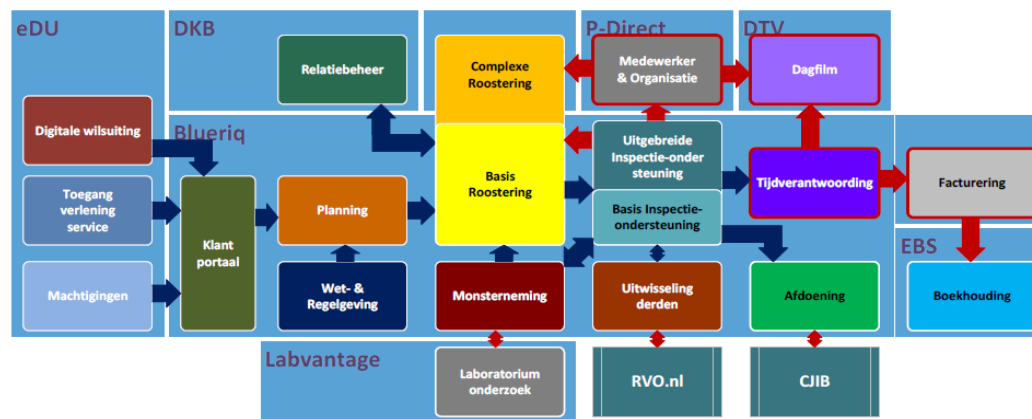 eDU
DKB
P-Direct
DTV
Relatiebeheer
Complexe
Roostering
Medewerker
& Organisatie
Dagfilm
Digitale wilsuiting
Blueriq
Uitgebreide
Inspectie-onder
steuning
Basis
Roostering
Tijdverantwoording
Facturering
Toegang
verlening
service
Klant
portaal
Planning
Basis Inspectie-
ondersteuning
EBS
Machtigingen
Wet- &
Regelgeving
Monsterneming
Uitwisseling
derden
Afdoening
Boekhouding
Labvantage
Laboratorium
onderzoek
RVO.nl
CJIB